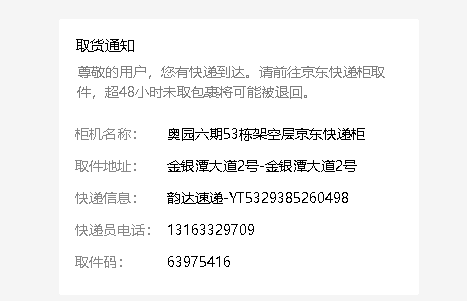 取货通知
尊敬的用户，您有快递到达。请前往京东快递柜取
件，超48小时未取包裹将可能被退回。
柜机名称： 奥园六期53栋架空层京东快递柜
取件地址： 金银潭大道2号-金银潭大道2号
快递信息： 韵达速递-YT5329385260498
快递员电话： 13163329709
取件码： 63975416